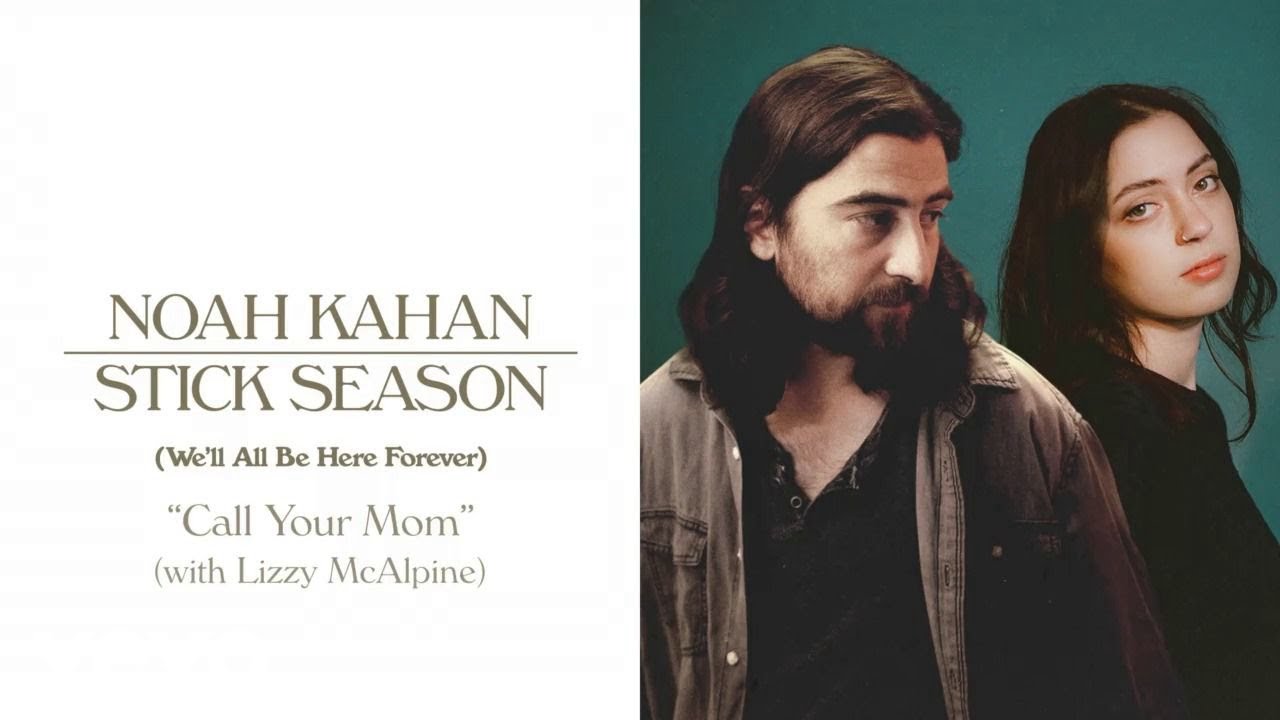 NOAH KAHAN
STICK SEASON
(We'll All Be Here Forever)
“Call Your Mom”
(with Lizzy McAlpine)